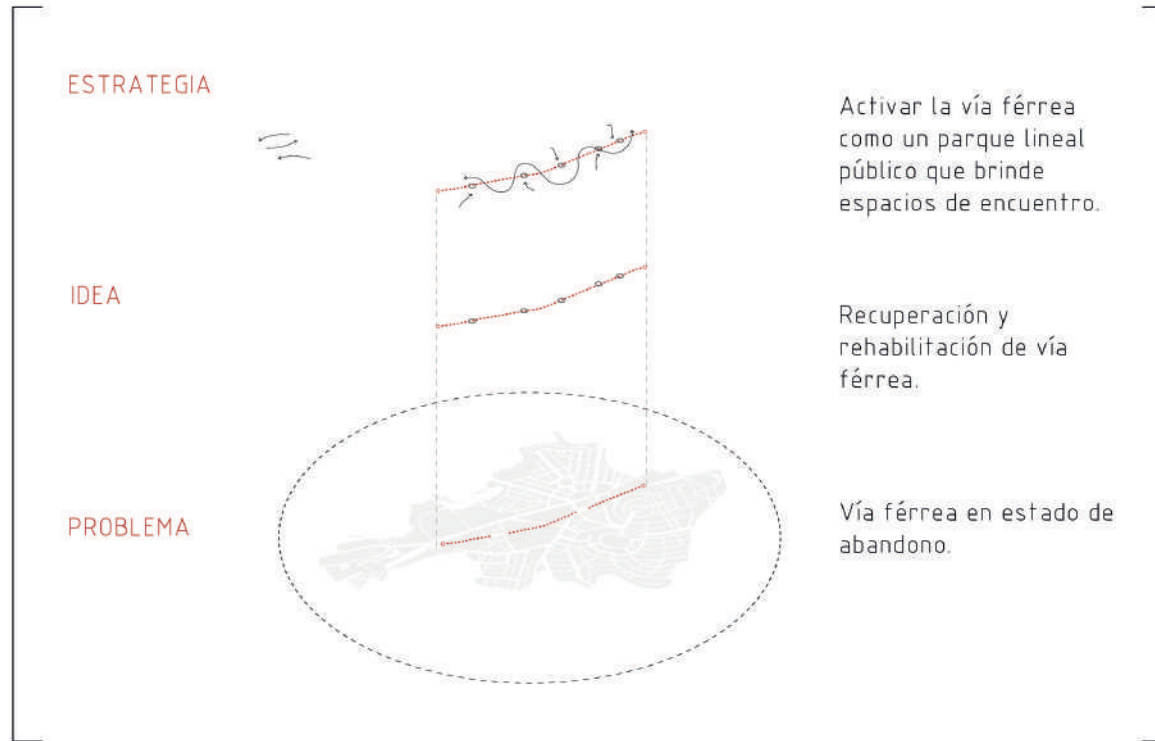 ESTRATEGIA
Activar la vía férrea
como un parque lineal
público que brinde
espacios de encuentro.
IDEA
Recuperación y
rehabilitación de vía
férrea.
PROBLEMA
Vía férrea en estado de
abandono.